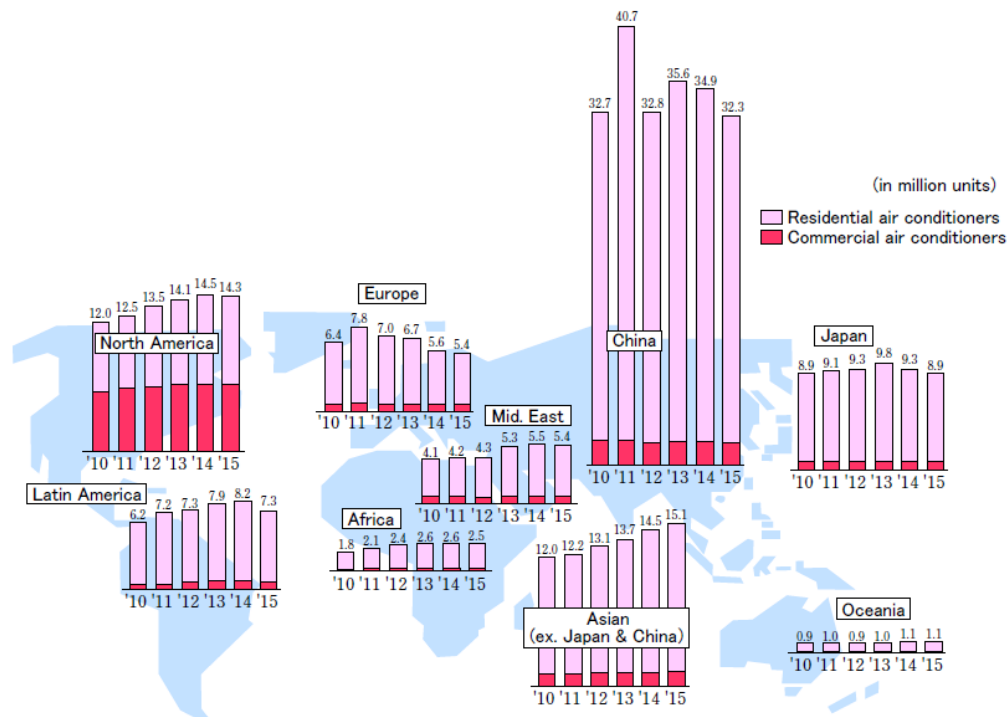 (in million units)
Residential air conditioners
Commercial air conditioners
North America
12.0 12.5 13.5 14.1 14.5 14.3
'10 '11 '12 '13 '14 '15
Europe
6.4 7.8 7.0 6.7 5.6 5.4
'10 '11 '12 '13 '14 '15
China
32.7 40.7 32.8 35.6 34.9 32.3
'10 '11 '12 '13 '14 '15
Japan
8.9 9.1 9.3 9.8 9.3 8.9
'10 '11 '12 '13 '14 '15
Mid. East
4.1 4.2 4.3 5.3 5.5 5.4
'10 '11 '12 '13 '14 '15
Latin America
6.2 7.2 7.3 7.9 8.2 7.3
'10 '11 '12 '13 '14 '15
Africa
1.8 2.1 2.4 2.6 2.6 2.5
'10 '11 '12 '13 '14 '15
Asian
(ex. Japan & China)
12.0 12.2 13.1 13.7 14.5 15.1
'10 '11 '12 '13 '14 '15
Oceania
0.9 1.0 0.9 1.0 1.1 1.1
'10 '11 '12 '13 '14 '15